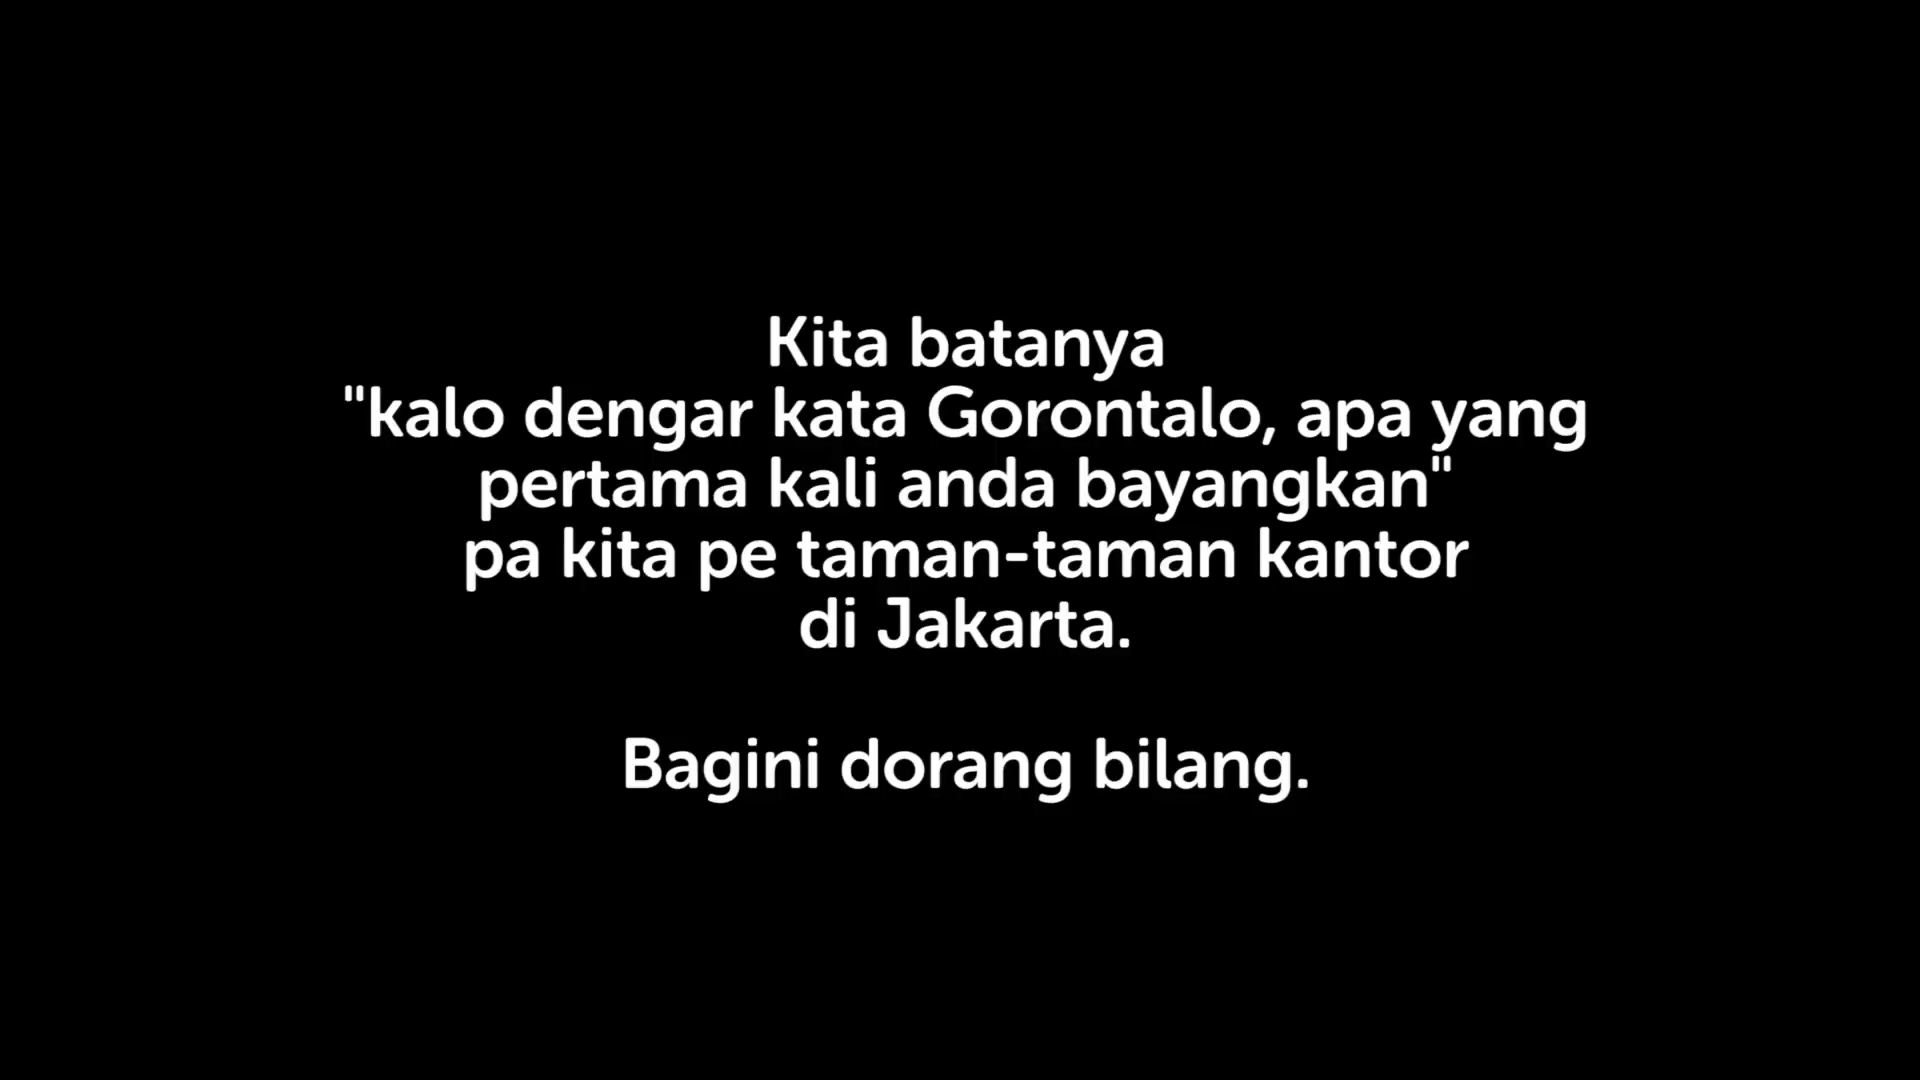 Kita batanya
"kalo dengar kata Gorontalo, apa yang
pertama kali anda bayangkan"
pa kita pe taman-taman kantor
di Jakarta.
Bagini dorang bilang.